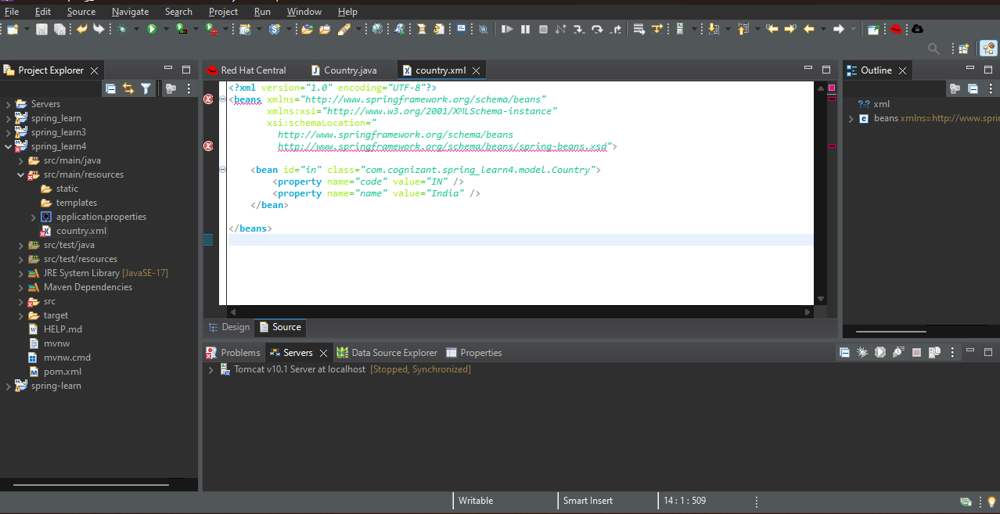 File Edit Source Navigate Search Project Run Window Help
Project Explorer
Servers
spring_learn
spring_learn3
spring_learn4
src/main/java
src/main/resources
static
templates
application.properties
country.xml
src/test/java
src/test/resources
JRE System Library [JavaSE-17]
Maven Dependencies
src
target
HELP.md
mvnw
mvnw.cmd
pom.xml
spring-learn
Red Hat Central Country.java country.xml
<?xml version="1.0" encoding="UTF-8"?>
<beans xmlns="http://www.springframework.org/schema/beans"
xmlns:xsi="http://www.w3.org/2001/XMLSchema-instance"
xsi:schemaLocation="
http://www.springframework.org/schema/beans
http://www.springframework.org/schema/beans/spring-beans.xsd">
<bean id="in" class="com.cognizant.spring_learn4.model.Country">
<property name="code" value="IN" />
<property name="name" value="India" />
</bean>
</beans>
Design Source
Outline
?? xml
beans xmlns=http://www.spri
Problems Servers Data Source Explorer Properties
Tomcat v10.1 Server at localhost [Stopped, Synchronized]
Writable Smart Insert 14 : 1 : 509